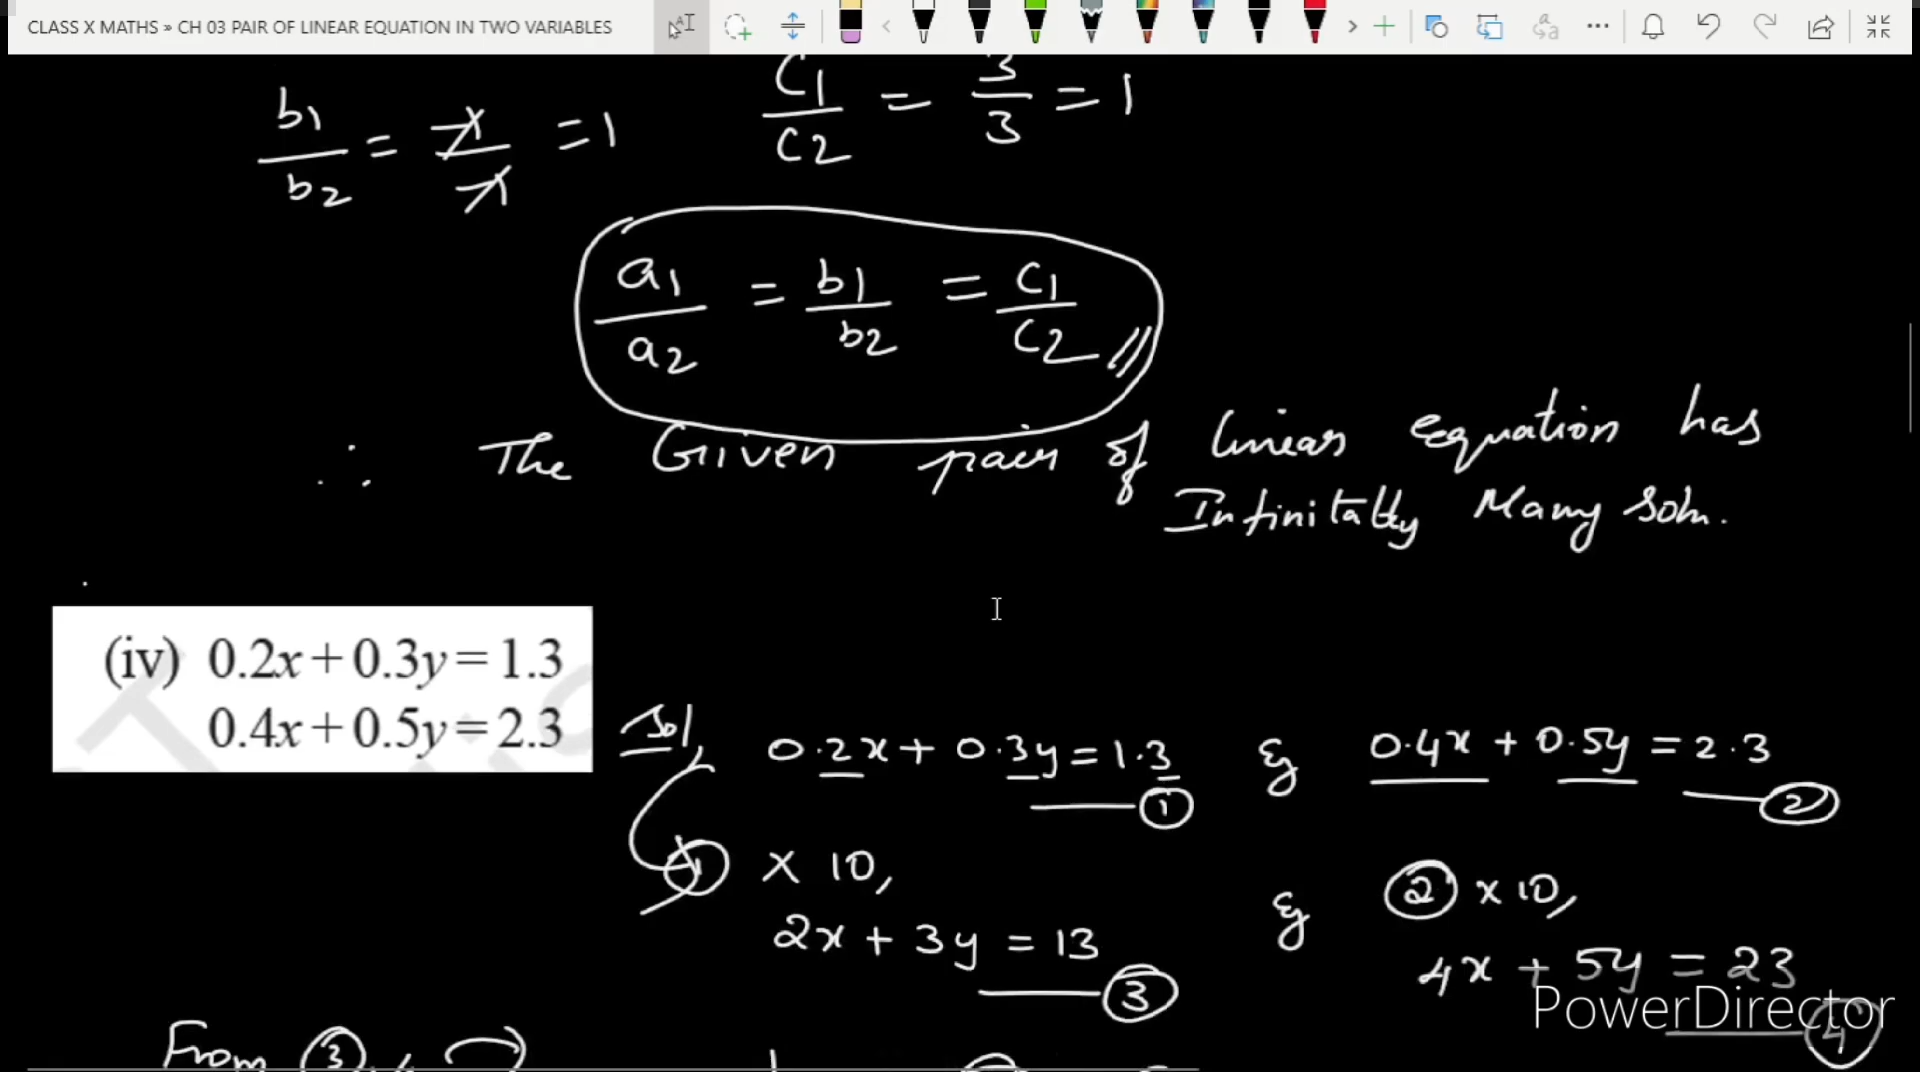 CLASS X MATHS » CH 03 PAIR OF LINEAR EQUATION IN TWO VARIABLES
b1/b2 = 1/1 = 1
C1/C2 = 3/3 = 1
a1/a2 = b1/b2 = C1/C2 //
∴ The Given pair of linear Equation has
Infinitably Many Soln.
(iv) 0.2x+0.3y=1.3
0.4x+0.5y=2.3
Sol, 0.2x + 0.3y = 1.3 ① & 0.4x + 0.5y = 2.3 ②
① × 10, & ② × 10,
2x + 3y = 13 ③
4x + 5y = 23 ④
From ③,
PowerDirector